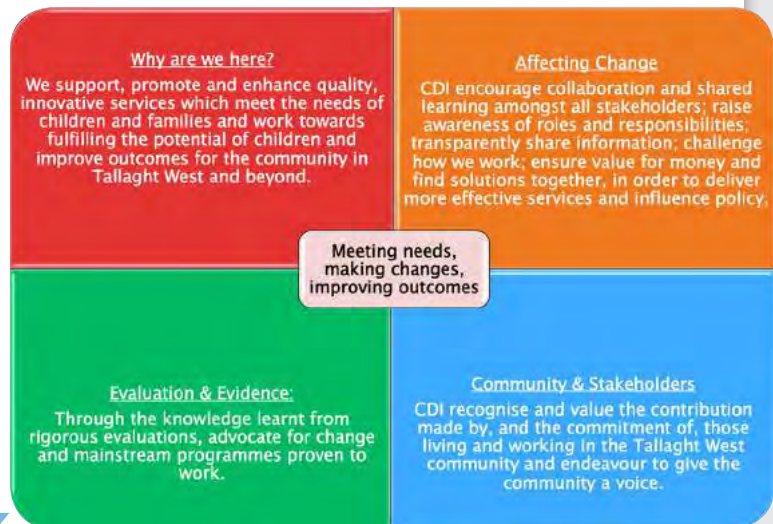 Why are we here?
We support, promote and enhance quality,
innovative services which meet the needs of
children and families and work towards
fulfilling the potential of children and
improve outcomes for the community in
Tallaght West and beyond.
Affecting Change
CDI encourage collaboration and shared
learning amongst all stakeholders; raise
awareness of roles and responsibilities;
transparently share information; challenge
how we work; ensure value for money and
find solutions together, in order to deliver
more effective services and influence policy.
Meeting needs,
making changes,
improving outcomes
Evaluation & Evidence:
Through the knowledge learnt from
rigorous evaluations, advocate for change
and mainstream programmes proven to
work.
Community & Stakeholders
CDI recognise and value the contribution
made by, and the commitment of, those
living and working in the Tallaght West
community and endeavour to give the
community a voice.